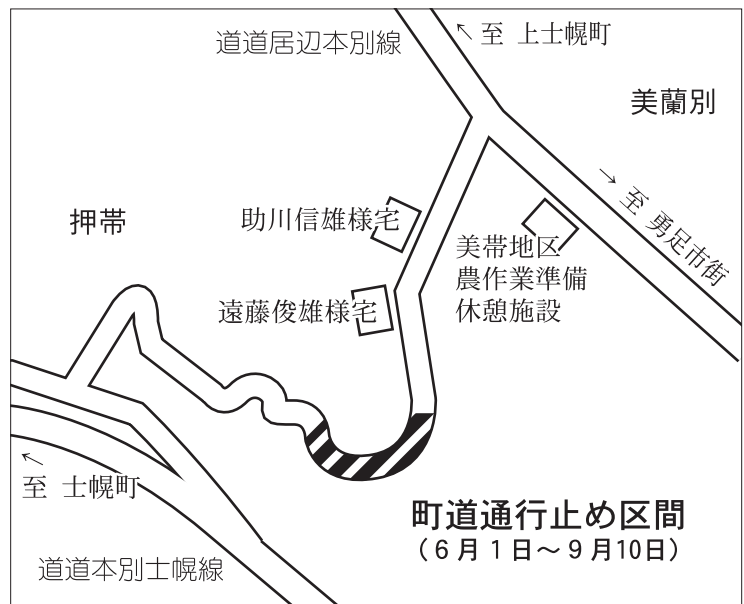 道道居辺本別線
↖至 上士幌町
美蘭別
→ 至 勇足市街
押帯
助川信雄様宅
美帯地区
農作業準備
休憩施設
遠藤俊雄様宅
↖
至 士幌町
町道通行止め区間
(6月1日~9月10日)
道道本別士幌線